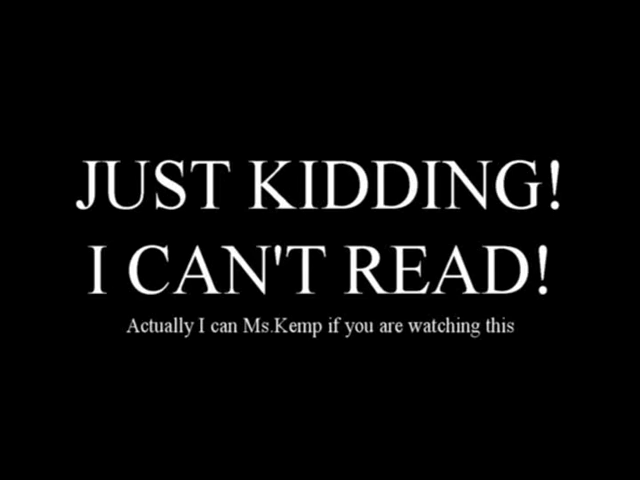 JUST KIDDING!
I CAN'T READ!
Actually I can Ms.Kemp if you are watching this